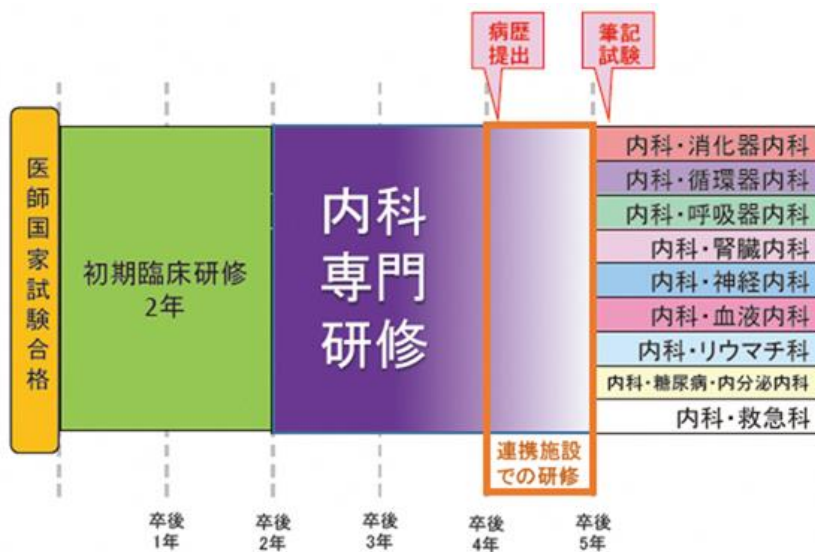 病歴
提出
筆記
試験
医師国家試験合格
初期臨床研修
2年
内科
専門
研修
内科・消化器内科
内科・循環器内科
内科・呼吸器内科
内科・腎臓内科
内科・神経内科
内科・血液内科
内科・リウマチ科
内科・糖尿病・内分泌内科
内科・救急科
連携施設
での研修
卒後
1年
卒後
2年
卒後
3年
卒後
4年
卒後
5年